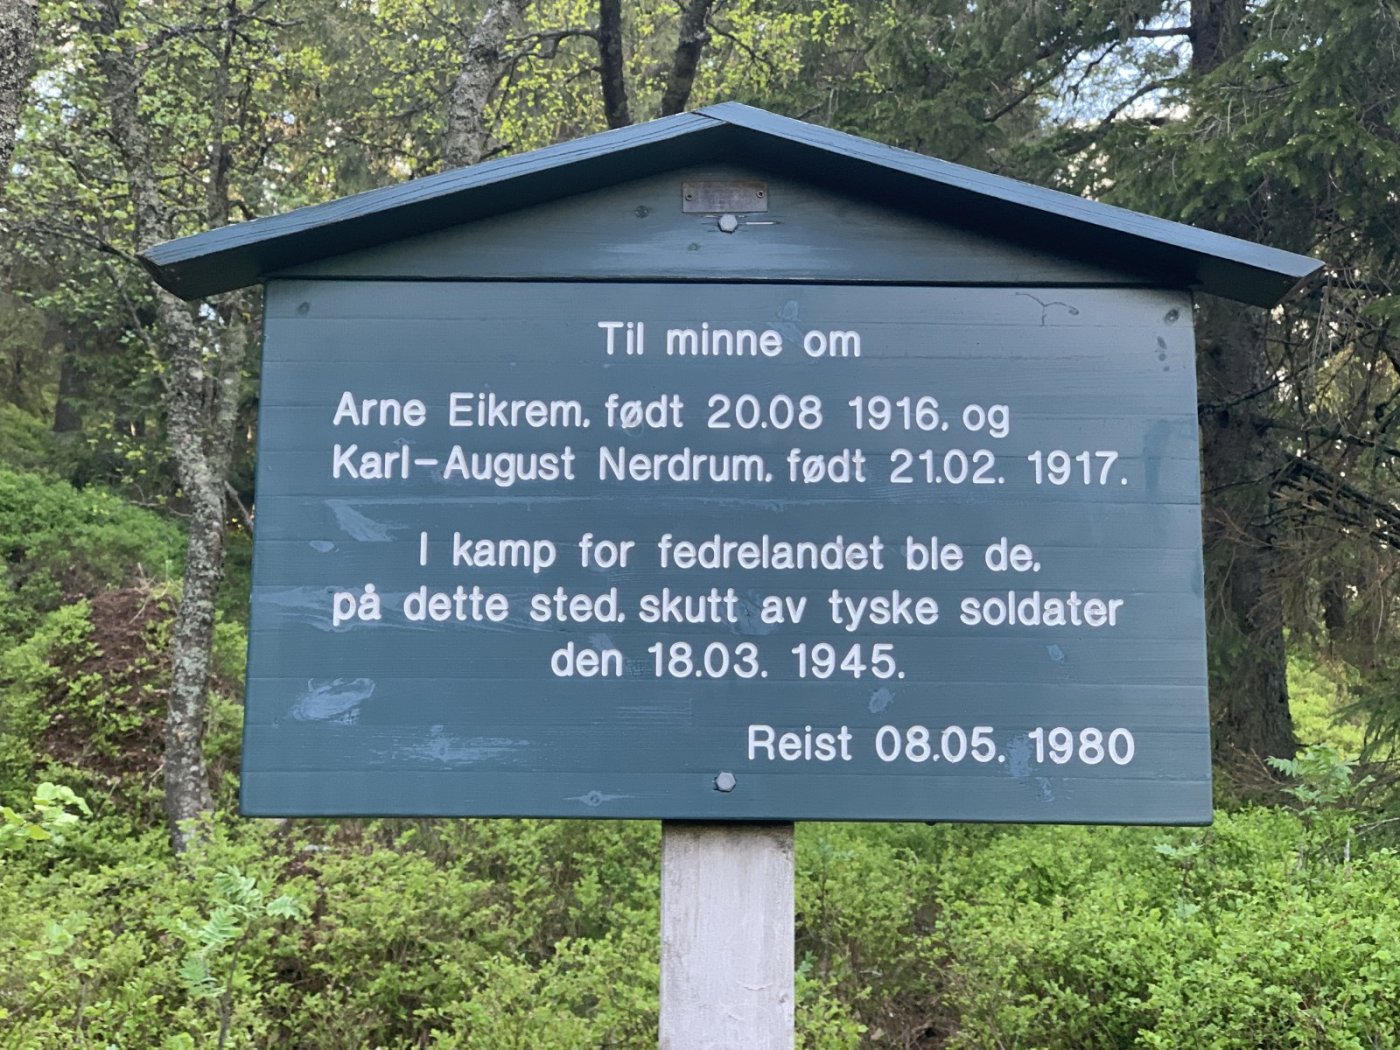 Til minne om
Arne Eikrem, født 20.08 1916, og
Karl-August Nerdrum, født 21.02. 1917.
I kamp for fedrelandet ble de,
på dette sted, skutt av tyske soldater
den 18.03. 1945.
Reist 08.05. 1980